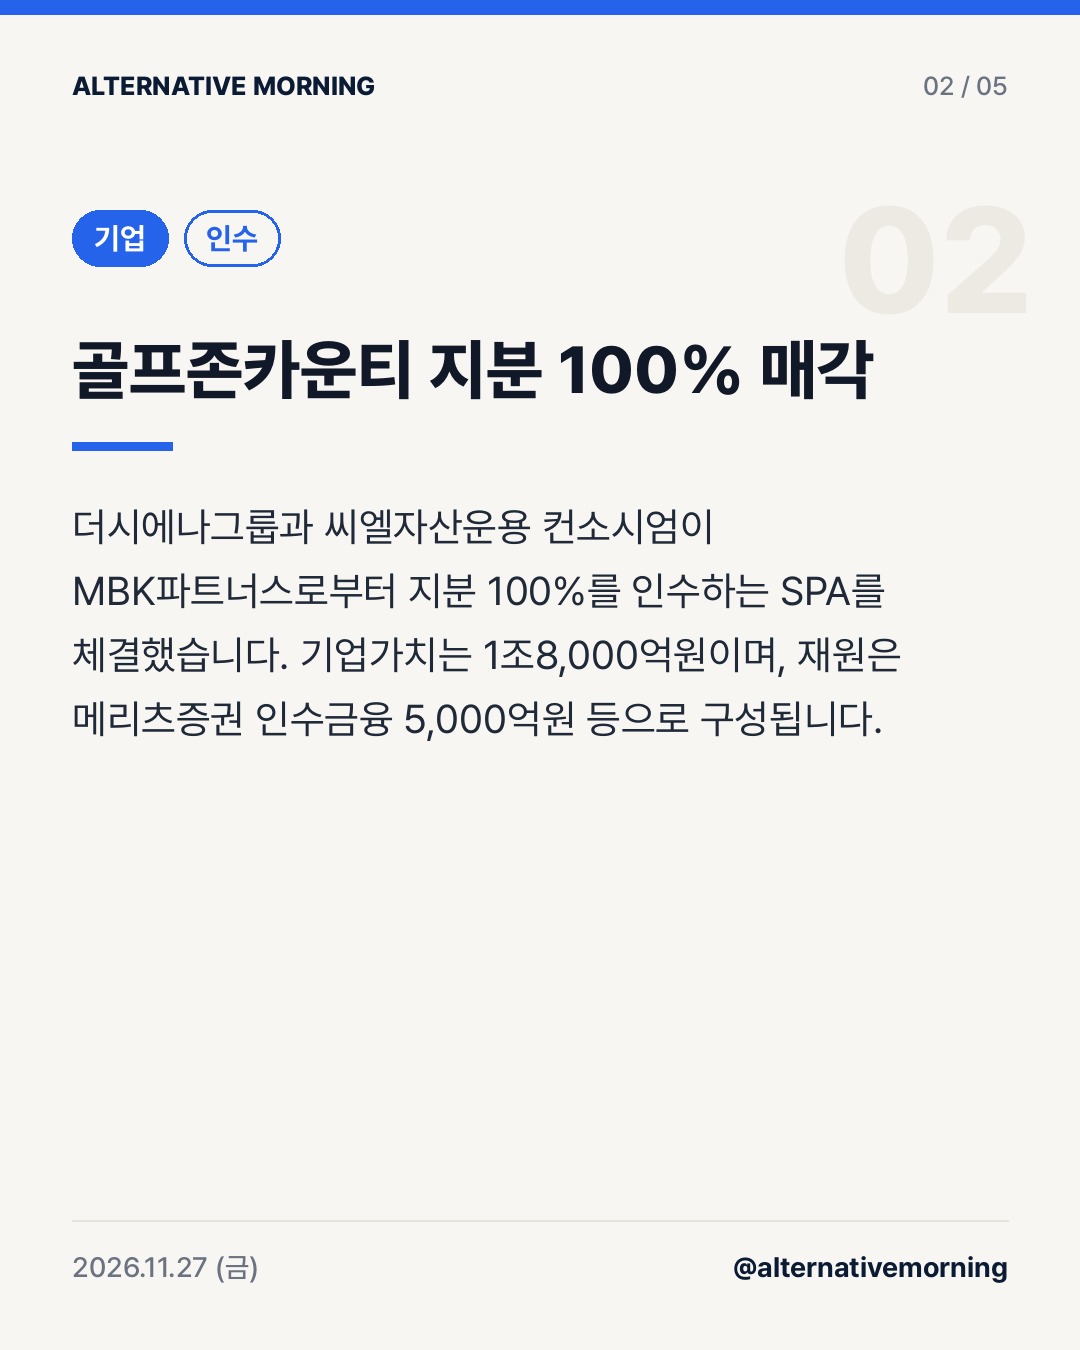 ALTERNATIVE MORNING
02 / 05
기업
인수
02
골프존카운티 지분 100% 매각
더시에나그룹과 씨엘자산운용 컨소시엄이
MBK파트너스로부터 지분 100%를 인수하는 SPA를
체결했습니다. 기업가치는 1조8,000억원이며, 재원은
메리츠증권 인수금융 5,000억원 등으로 구성됩니다.
2026.11.27 (금)
@alternativemorning